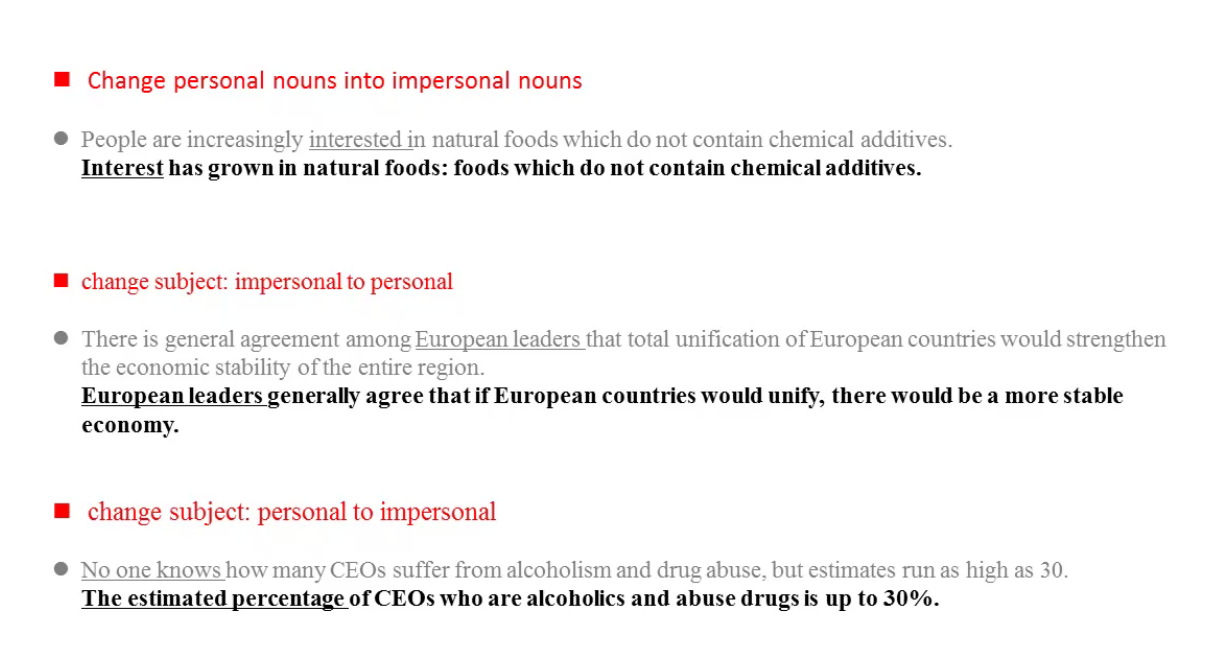 Change personal nouns into impersonal nouns
People are increasingly interested in natural foods which do not contain chemical additives.
Interest has grown in natural foods: foods which do not contain chemical additives.
change subject: impersonal to personal
There is general agreement among European leaders that total unification of European countries would strengthen
the economic stability of the entire region.
European leaders generally agree that if European countries would unify, there would be a more stable
economy.
change subject: personal to impersonal
No one knows how many CEOs suffer from alcoholism and drug abuse, but estimates run as high as 30.
The estimated percentage of CEOs who are alcoholics and abuse drugs is up to 30%.